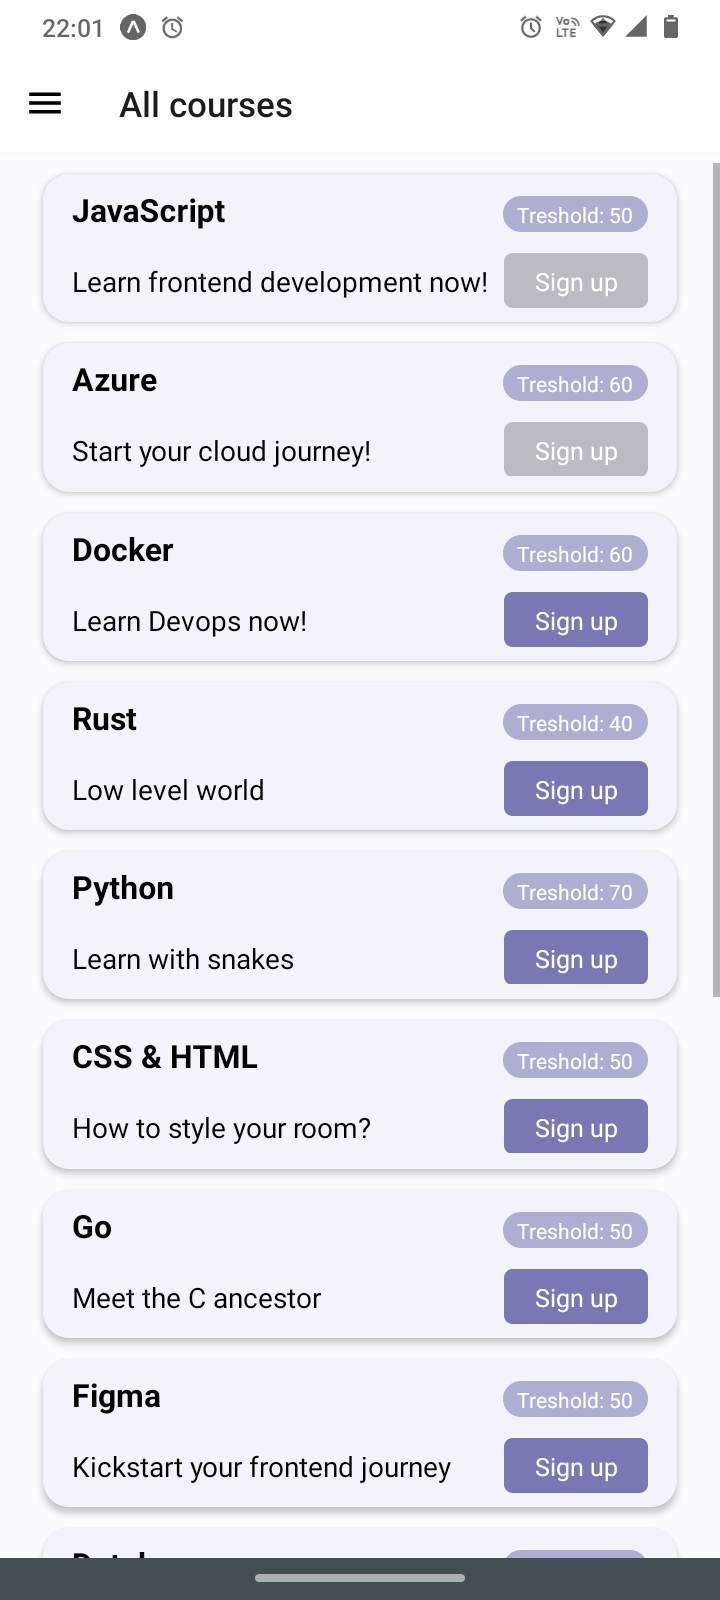 22:01
Vo LTE
All courses
JavaScript
Treshold: 50
Learn frontend development now!
Sign up
Azure
Treshold: 60
Start your cloud journey!
Sign up
Docker
Treshold: 60
Learn Devops now!
Sign up
Rust
Treshold: 40
Low level world
Sign up
Python
Treshold: 70
Learn with snakes
Sign up
CSS & HTML
Treshold: 50
How to style your room?
Sign up
Go
Treshold: 50
Meet the C ancestor
Sign up
Figma
Treshold: 50
Kickstart your frontend journey
Sign up